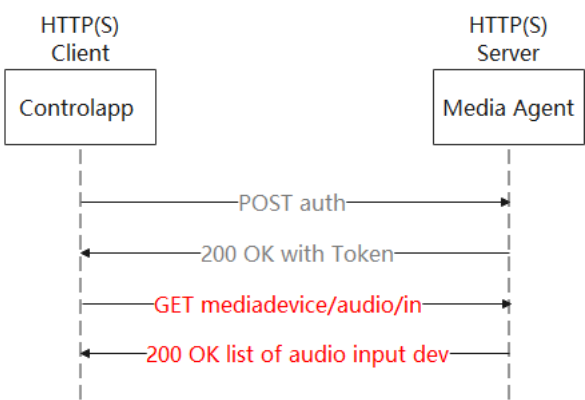 HTTP(S)
Client
HTTP(S)
Server
Controlapp
Media Agent
POST auth
200 OK with Token
GET mediadevice/audio/in
200 OK list of audio input dev